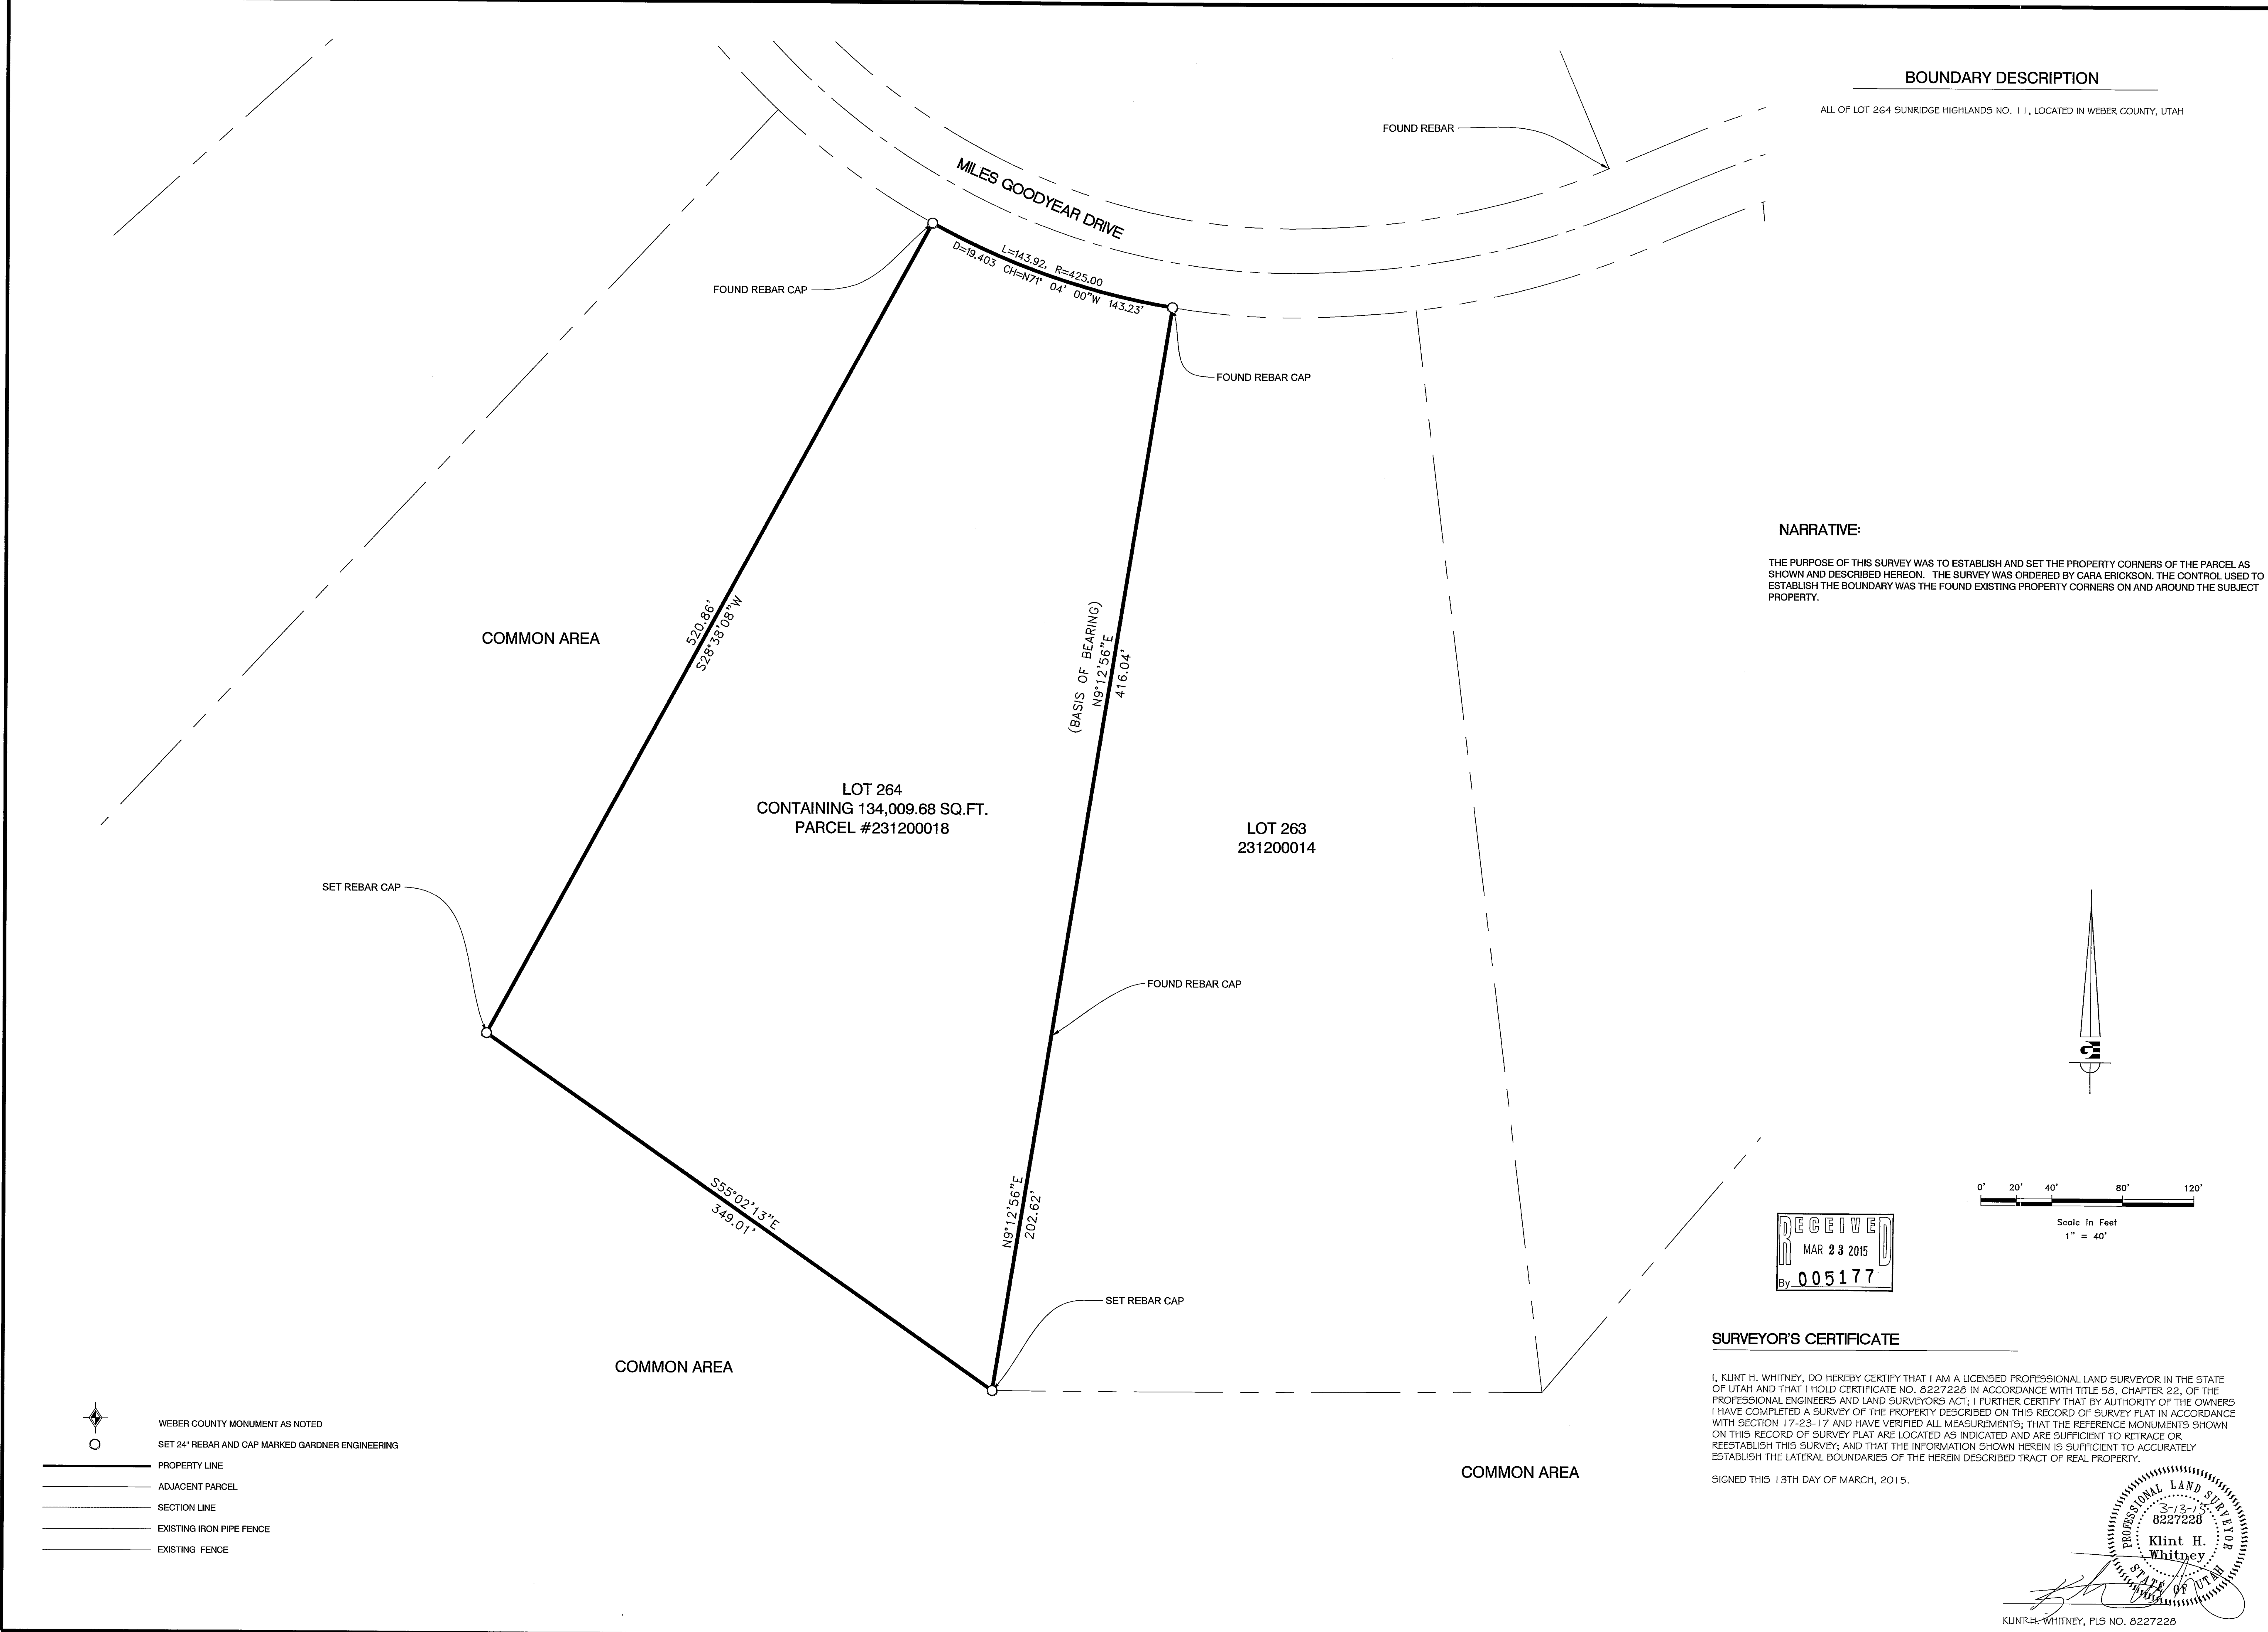 BOUNDARY DESCRIPTION
ALL OF LOT 264 SUNRIDGE HIGHLANDS NO. 11, LOCATED IN WEBER COUNTY, UTAH
FOUND REBAR
MILES GOODYEAR DRIVE
L=143.92, R=425.00
D=19.403 CH=N71° 04' 00"W 143.23'
FOUND REBAR CAP
FOUND REBAR CAP
NARRATIVE:
THE PURPOSE OF THIS SURVEY WAS TO ESTABLISH AND SET THE PROPERTY CORNERS OF THE PARCEL AS
SHOWN AND DESCRIBED HEREON. THE SURVEY WAS ORDERED BY CARA ERICKSON. THE CONTROL USED TO
ESTABLISH THE BOUNDARY WAS THE FOUND EXISTING PROPERTY CORNERS ON AND AROUND THE SUBJECT
PROPERTY.
COMMON AREA
520.86'
S28°38'08"W
(BASIS OF BEARING)
N9°12'56"E
416.04'
LOT 264
CONTAINING 134,009.68 SQ.FT.
PARCEL #231200018
LOT 263
231200014
SET REBAR CAP
FOUND REBAR CAP
GE
S55°02'13"E
349.01'
N9°12'56"E
202.62'
SET REBAR CAP
0' 20' 40' 80' 120'
Scale in Feet
1" = 40'
RECEIVED
MAR 23 2015
By 005177
COMMON AREA
COMMON AREA
WEBER COUNTY MONUMENT AS NOTED
SET 24" REBAR AND CAP MARKED GARDNER ENGINEERING
PROPERTY LINE
ADJACENT PARCEL
SECTION LINE
EXISTING IRON PIPE FENCE
EXISTING FENCE
SURVEYOR'S CERTIFICATE
I, KLINT H. WHITNEY, DO HEREBY CERTIFY THAT I AM A LICENSED PROFESSIONAL LAND SURVEYOR IN THE STATE
OF UTAH AND THAT I HOLD CERTIFICATE NO. 8227228 IN ACCORDANCE WITH TITLE 58, CHAPTER 22, OF THE
PROFESSIONAL ENGINEERS AND LAND SURVEYORS ACT; I FURTHER CERTIFY THAT BY AUTHORITY OF THE OWNERS
I HAVE COMPLETED A SURVEY OF THE PROPERTY DESCRIBED ON THIS RECORD OF SURVEY PLAT IN ACCORDANCE
WITH SECTION 17-23-17 AND HAVE VERIFIED ALL MEASUREMENTS; THAT THE REFERENCE MONUMENTS SHOWN
ON THIS RECORD OF SURVEY PLAT ARE LOCATED AS INDICATED AND ARE SUFFICIENT TO RETRACE OR
REESTABLISH THIS SURVEY; AND THAT THE INFORMATION SHOWN HEREIN IS SUFFICIENT TO ACCURATELY
ESTABLISH THE LATERAL BOUNDARIES OF THE HEREIN DESCRIBED TRACT OF REAL PROPERTY.
SIGNED THIS 13TH DAY OF MARCH, 2015.
PROFESSIONAL LAND SURVEYOR
3-13-15
8227228
Klint H.
Whitney
STATE OF UTAH
KLINT H. WHITNEY, PLS NO. 8227228